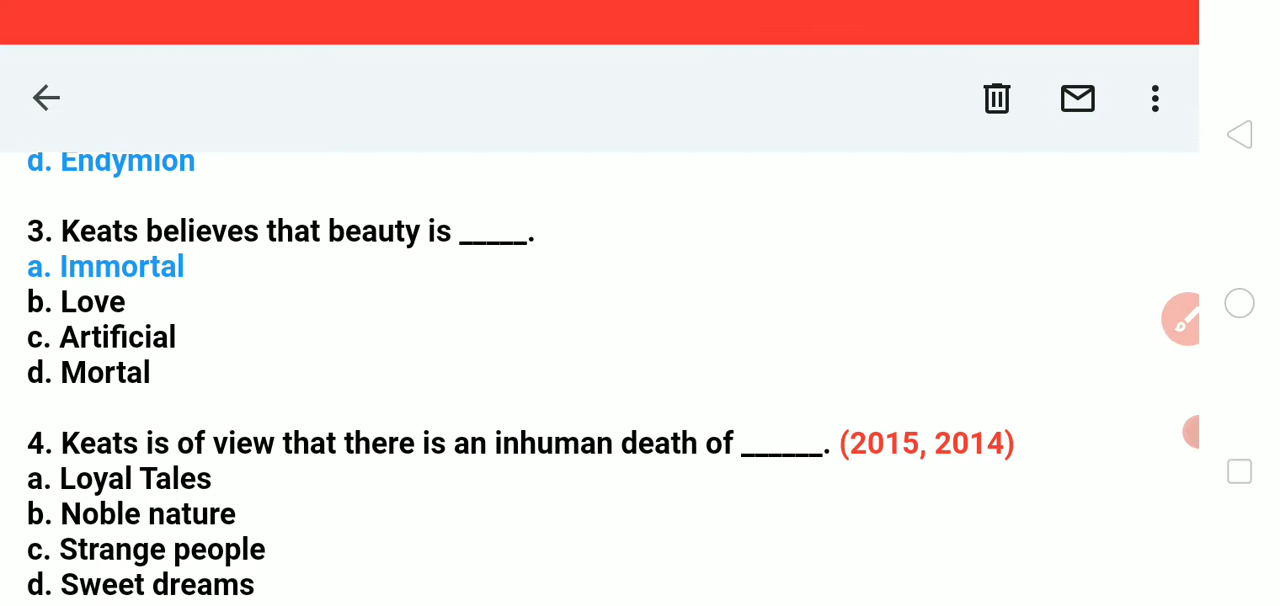 d. Endymion
3. Keats believes that beauty is _____.
a. Immortal
b. Love
c. Artificial
d. Mortal
4. Keats is of view that there is an inhuman death of ______. (2015, 2014)
a. Loyal Tales
b. Noble nature
c. Strange people
d. Sweet dreams